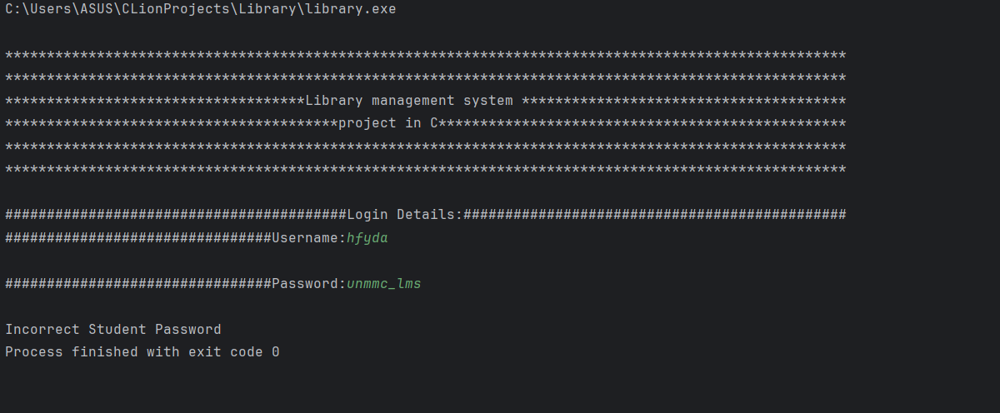 C:\Users\ASUS\CLionProjects\Library\library.exe
*****************************************************************************************************
*****************************************************************************************************
************************************Library management system ***************************************
****************************************project in C*************************************************
*****************************************************************************************************
*****************************************************************************************************
#########################################Login Details:##############################################
################################Username:hfyda
################################Password:unmmc_lms
Incorrect Student Password
Process finished with exit code 0